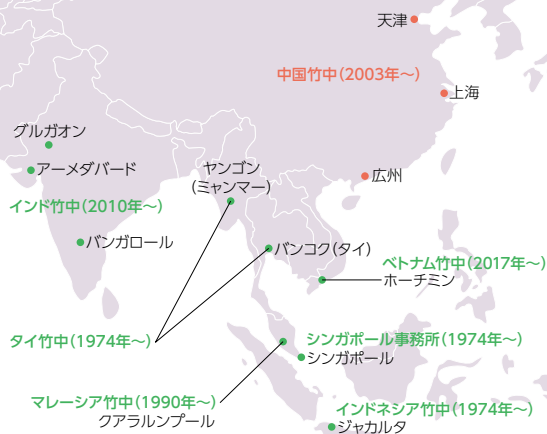 天津
中国竹中（2003年～）
上海
グルガオン
アーメダバード
ヤンゴン
（ミャンマー）
広州
インド竹中（2010年～）
バンガロール
バンコク（タイ）
ベトナム竹中（2017年～）
ホーチミン
タイ竹中（1974年～）
シンガポール事務所（1974年～）
シンガポール
マレーシア竹中（1990年～）
クアラルンプール
インドネシア竹中（1974年～）
ジャカルタ